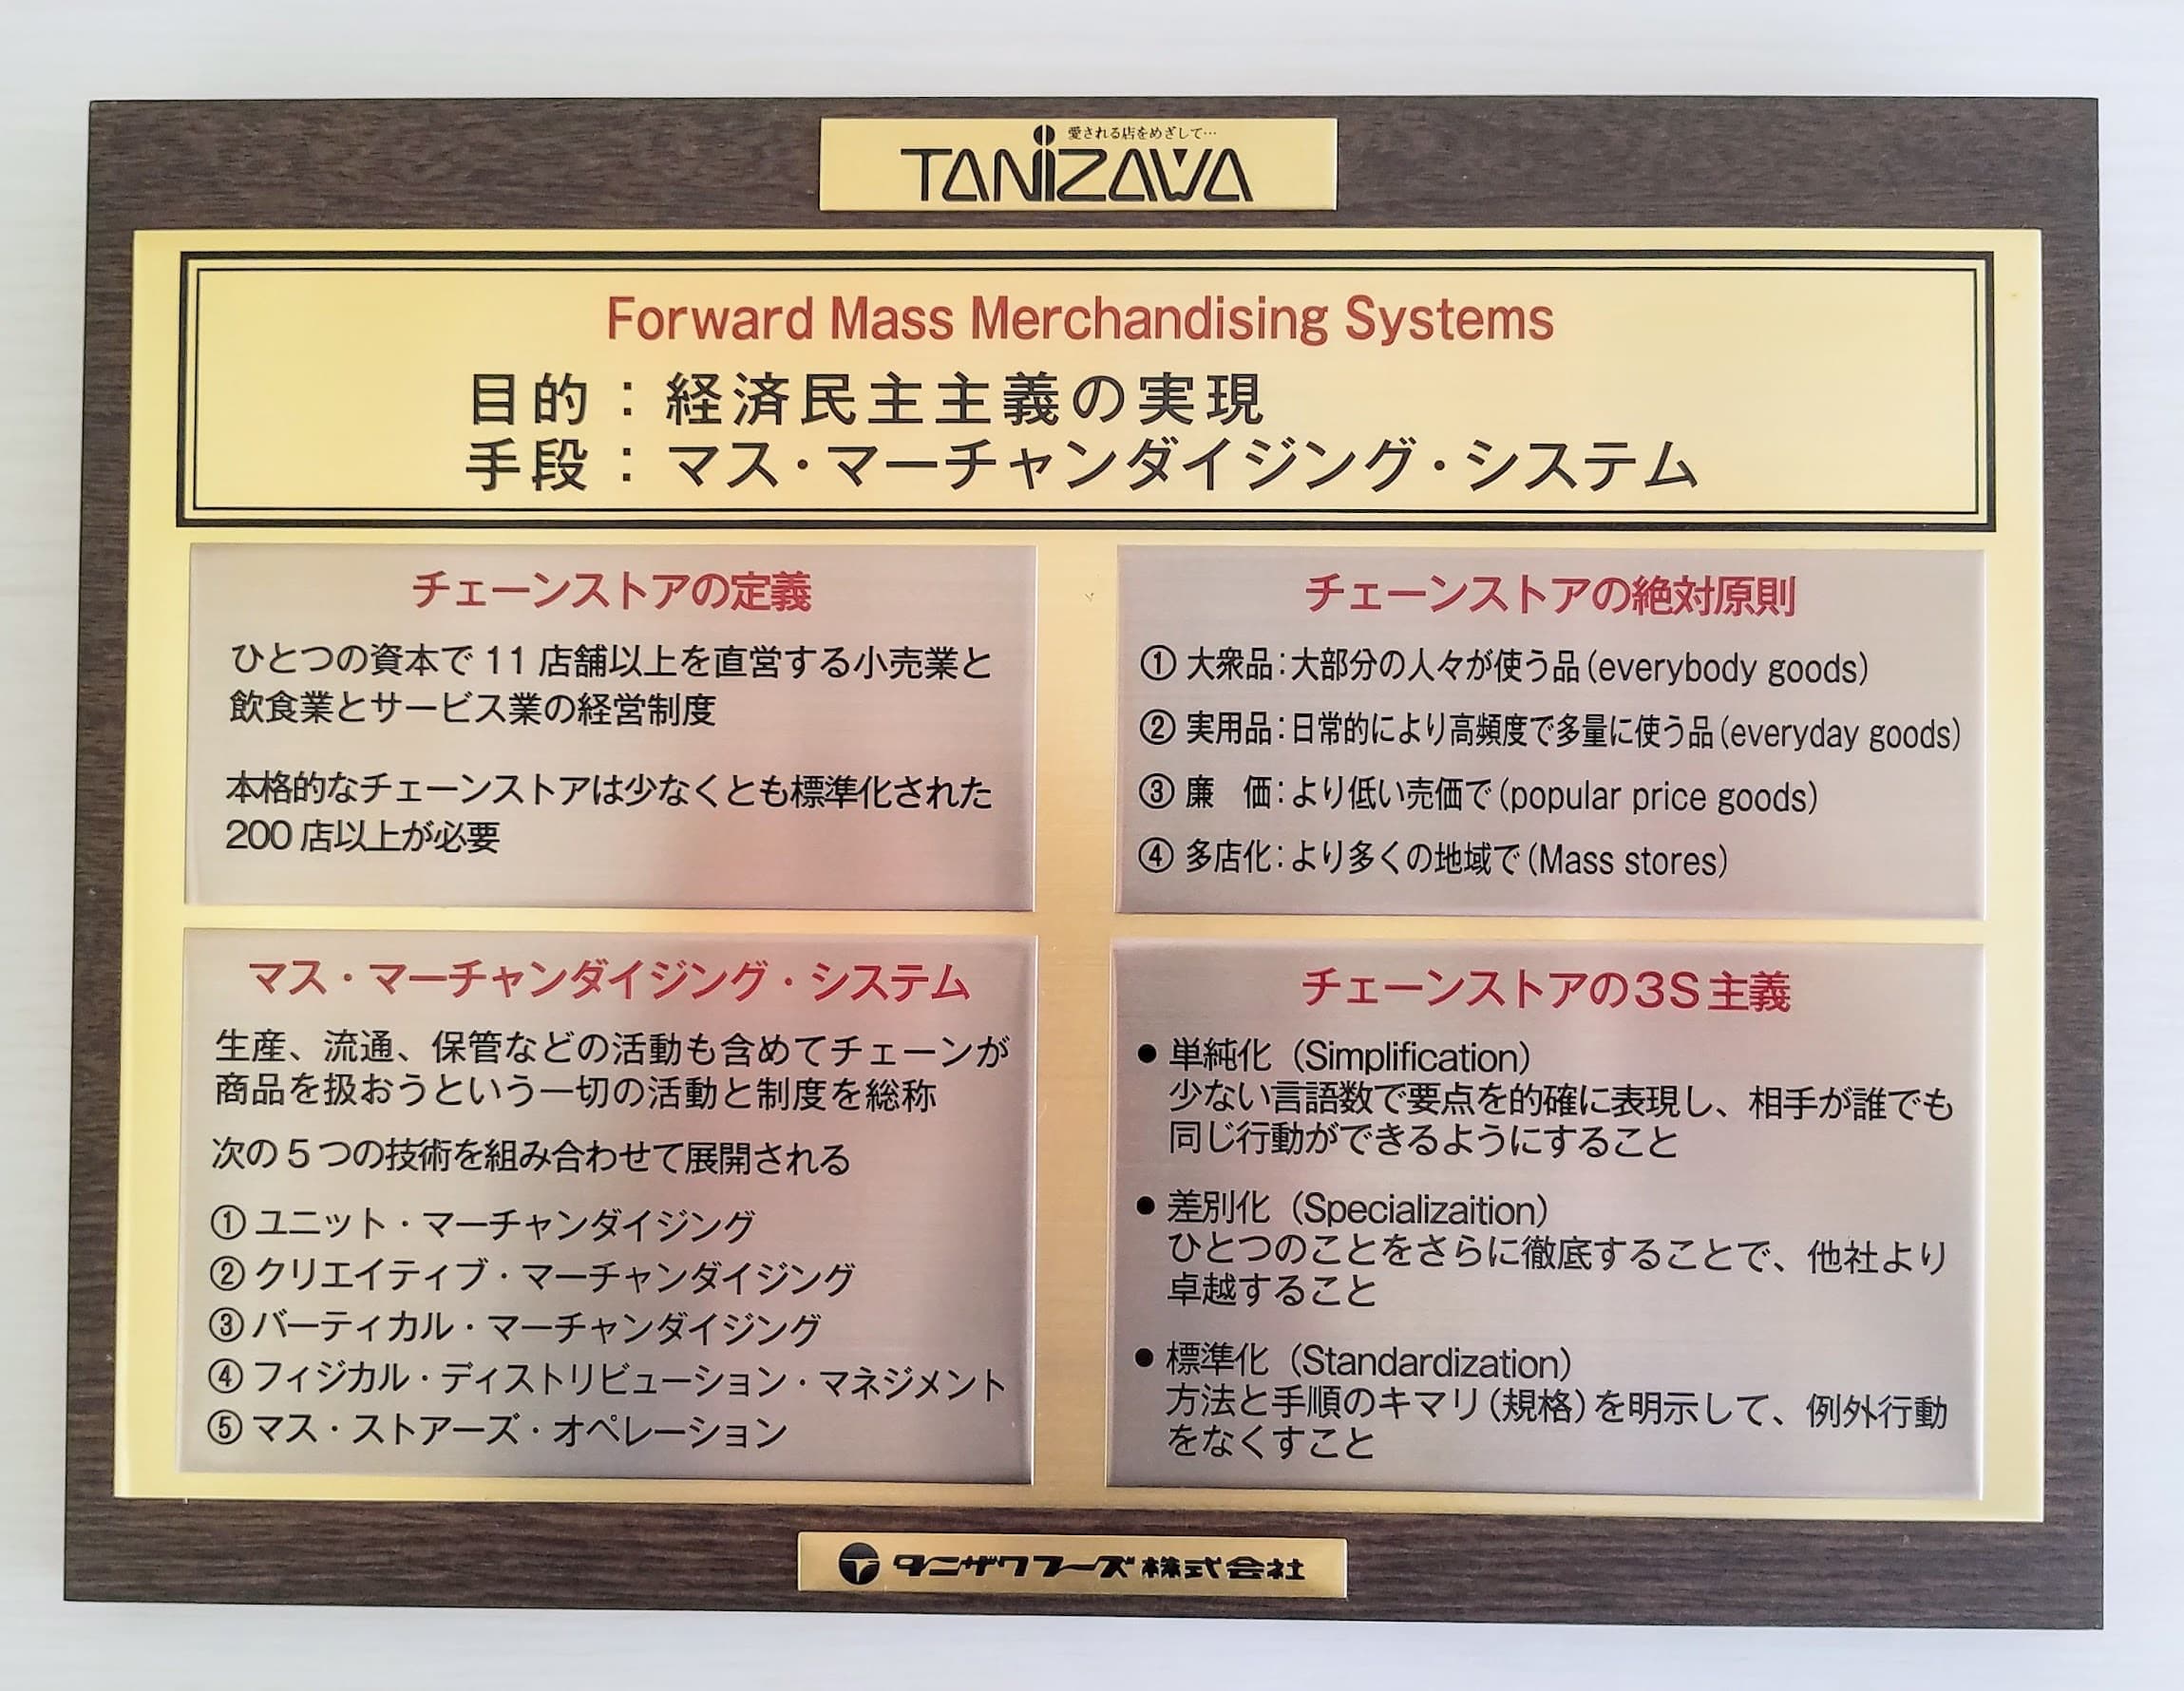 愛される店をめざして…
TANiZAWA
Forward Mass Merchandising Systems
目的：経済民主主義の実現
手段：マス・マーチャンダイジング・システム
チェーンストアの定義
ひとつの資本で 11 店舗以上を直営する小売業と
飲食業とサービス業の経営制度
本格的なチェーンストアは少なくとも標準化された
200 店以上が必要
チェーンストアの絶対原則
① 大衆品：大部分の人々が使う品（everybody goods）
② 実用品：日常的により高頻度で多量に使う品（everyday goods）
③ 廉　価：より低い売価で（popular price goods）
④ 多店化：より多くの地域で（Mass stores）
マス・マーチャンダイジング・システム
生産、流通、保管などの活動も含めてチェーンが
商品を扱おうという一切の活動と制度を総称
次の 5 つの技術を組み合わせて展開される
① ユニット・マーチャンダイジング
② クリエイティブ・マーチャンダイジング
③ バーティカル・マーチャンダイジング
④ フィジカル・ディストリビューション・マネジメント
⑤ マス・ストアーズ・オペレーション
チェーンストアの3S主義
● 単純化（Simplification）
少ない言語数で要点を的確に表現し、相手が誰でも
同じ行動ができるようにすること
● 差別化（Specializaition）
ひとつのことをさらに徹底することで、他社より
卓越すること
● 標準化（Standardization）
方法と手順のキマリ（規格）を明示して、例外行動
をなくすこと
タニザワフーズ株式会社